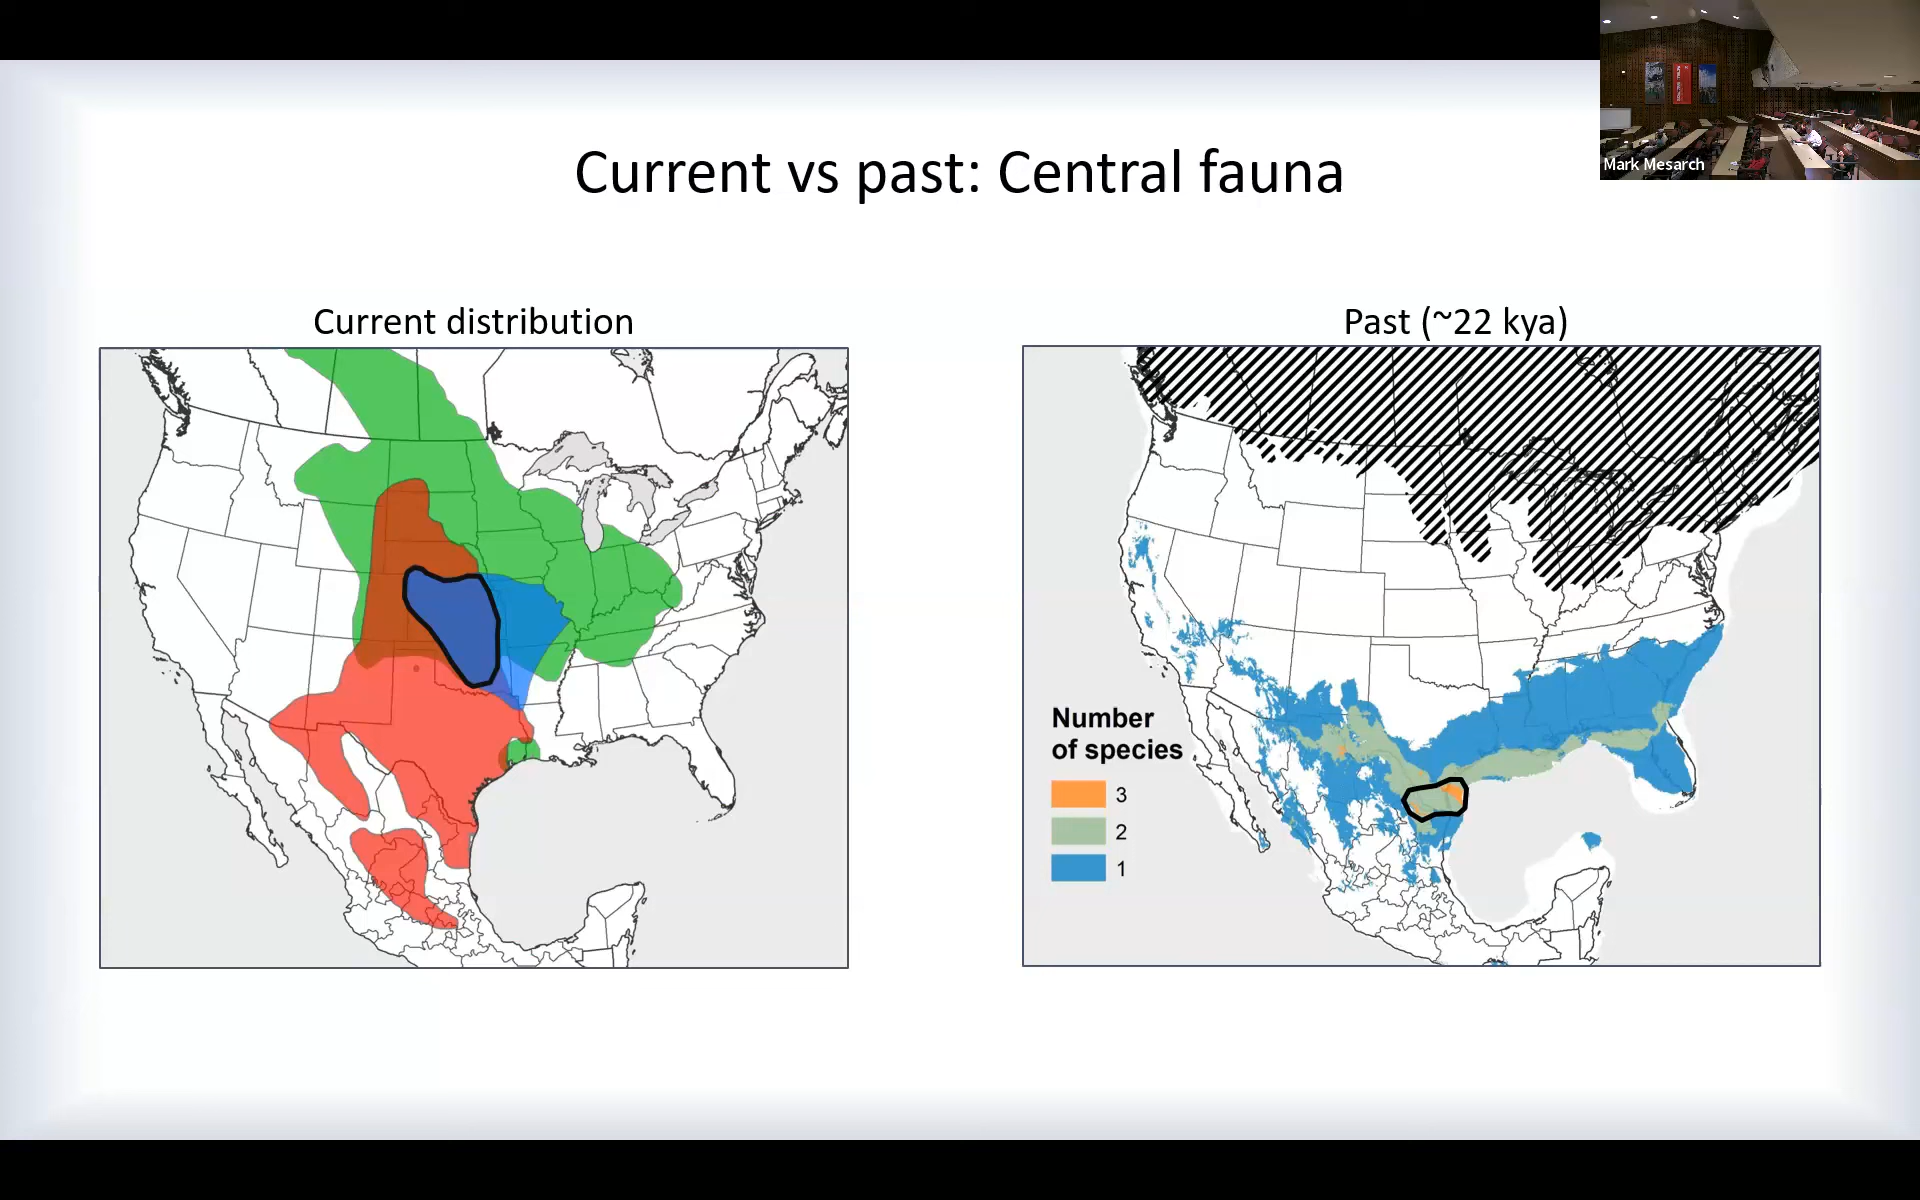 Mark Mesarch
Current vs past: Central fauna
Current distribution
Past (~22 kya)
Number
of species
3
2
1